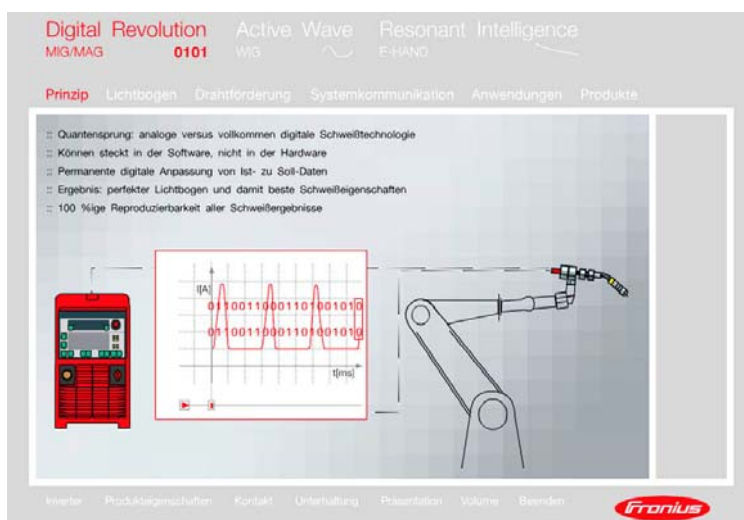 Digital Revolution Active Wave Resonant Intelligence
MIG/MAG 0101 WIG E-HAND
Prinzip Lichtbogen Drahtförderung Systemkommunikation Anwendungen Produkte
:: Quantensprung: analoge versus vollkommen digitale Schweißtechnologie
:: Können steckt in der Software, nicht in der Hardware
:: Permanente digitale Anpassung von Ist- zu Soll-Daten
:: Ergebnis: perfekter Lichtbogen und damit beste Schweißeigenschaften
:: 100 %ige Reproduzierbarkeit aller Schweißergebnisse
I[A]
011001100011010010100
011001100011010010100
t[ms]
Inverter Produkteigenschaften Kontakt Unterhaltung Präsentation Volume Beenden
Fronius